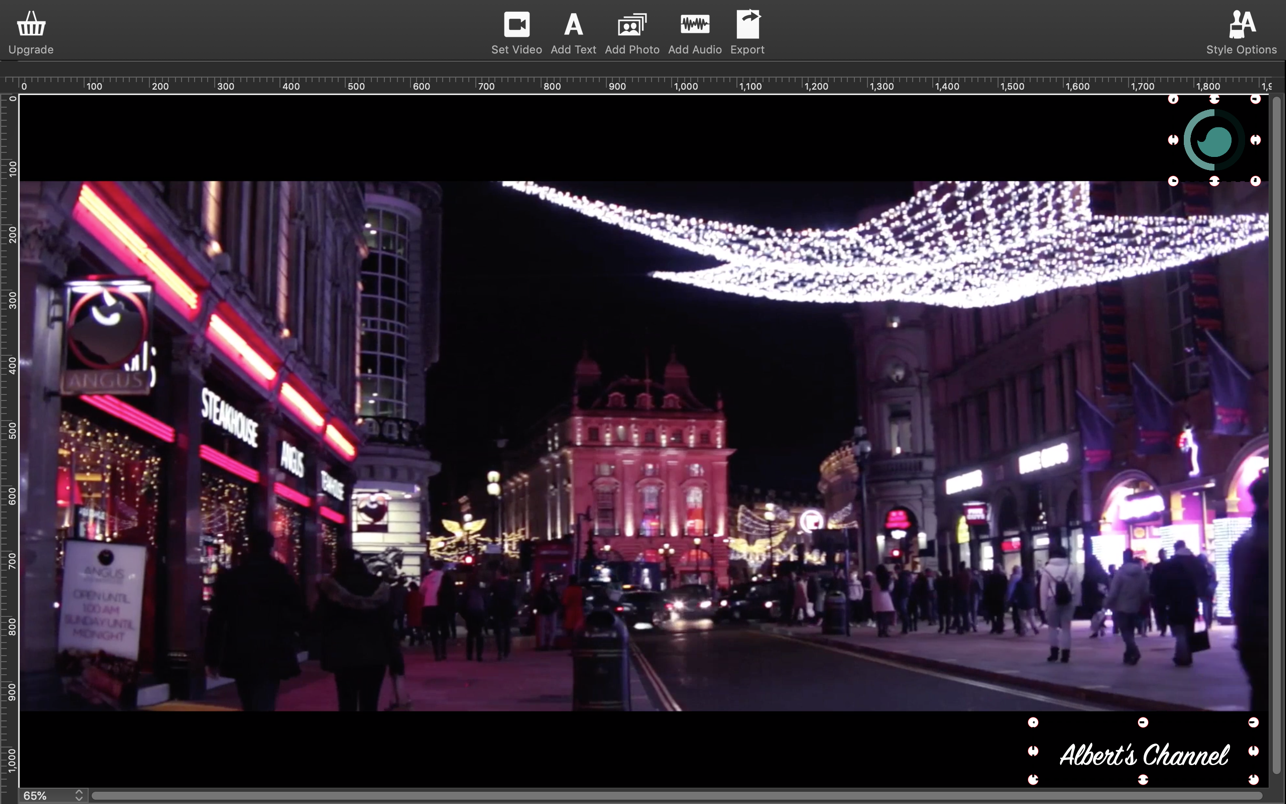 Upgrade
Set Video
Add Text
Add Photo
Add Audio
Export
Style Options
0 100 200 300 400 500 600 700 800 900 1,000 1,100 1,200 1,300 1,400 1,500 1,600 1,700 1,800 1,9
0
100
200
300
400
500
600
700
800
900
1,000
ANGUS
STEAKHOUSE
ANGUS
STEAKHOUSE
ANGUS
OPEN UNTIL
1:00 AM
SUNDAY UNTIL
MIDNIGHT
Albert's Channel
65%